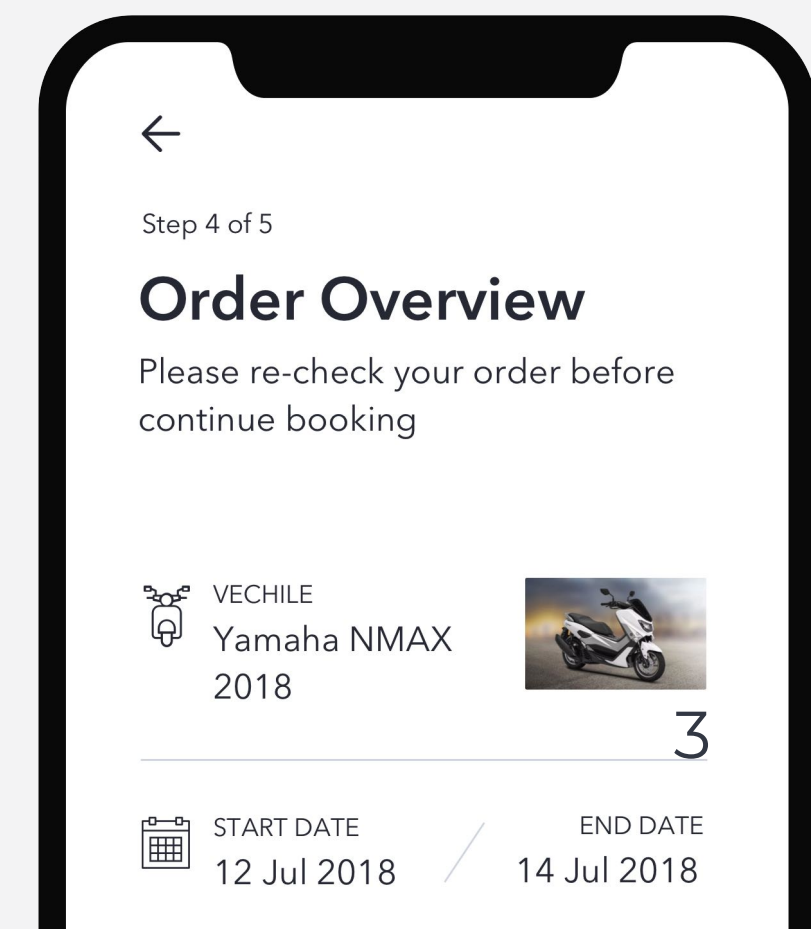 Step 4 of 5
Order Overview
Please re-check your order before
continue booking
VECHILE
Yamaha NMAX
2018
3
START DATE
END DATE
12 Jul 2018
14 Jul 2018